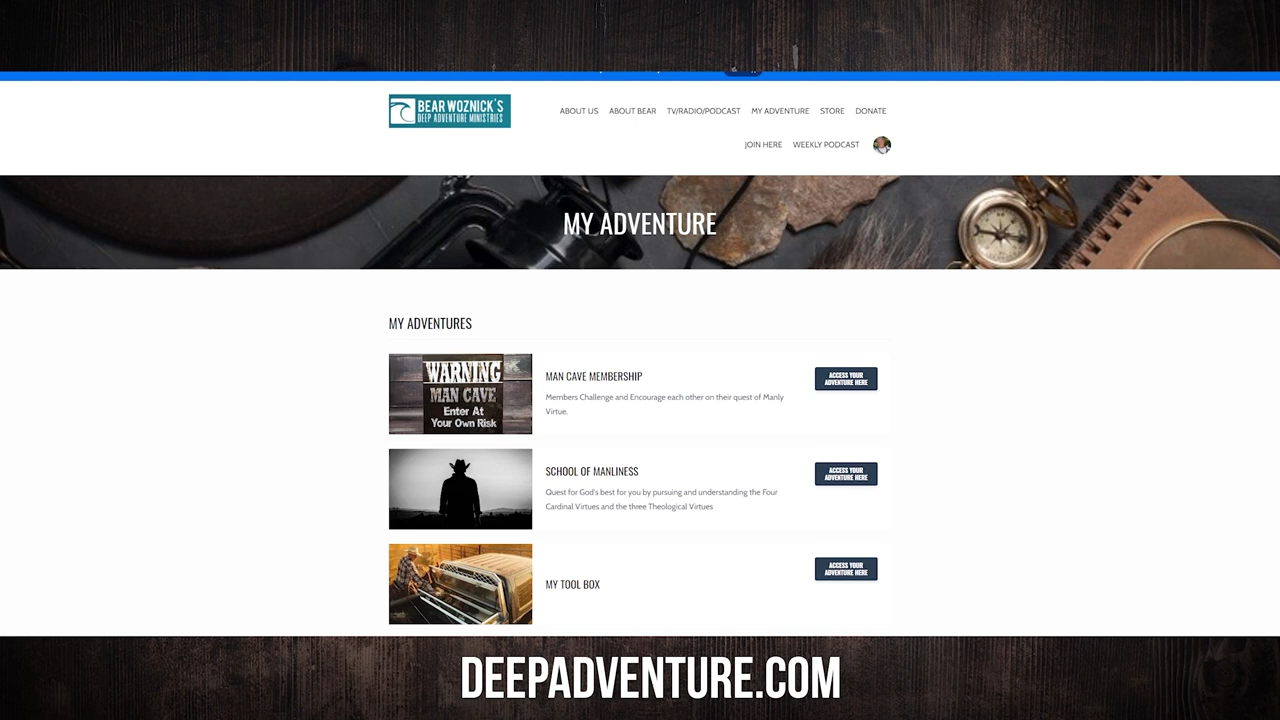 BEAR WOZNICK'S
DEEP ADVENTURE MINISTRIES
ABOUT US ABOUT BEAR TV/RADIO/PODCAST MY ADVENTURE STORE DONATE
JOIN HERE WEEKLY PODCAST
MY ADVENTURE
MY ADVENTURES
WARNING
MAN CAVE
Enter At
Your Own Risk
MAN CAVE MEMBERSHIP
Members Challenge and Encourage each other on their quest of Manly
Virtue.
ACCESS YOUR
ADVENTURE HERE
SCHOOL OF MANLINESS
Quest for God's best for you by pursuing and understanding the Four
Cardinal Virtues and the three Theological Virtues
ACCESS YOUR
ADVENTURE HERE
MY TOOL BOX
ACCESS YOUR
ADVENTURE HERE
DEEPADVENTURE.COM